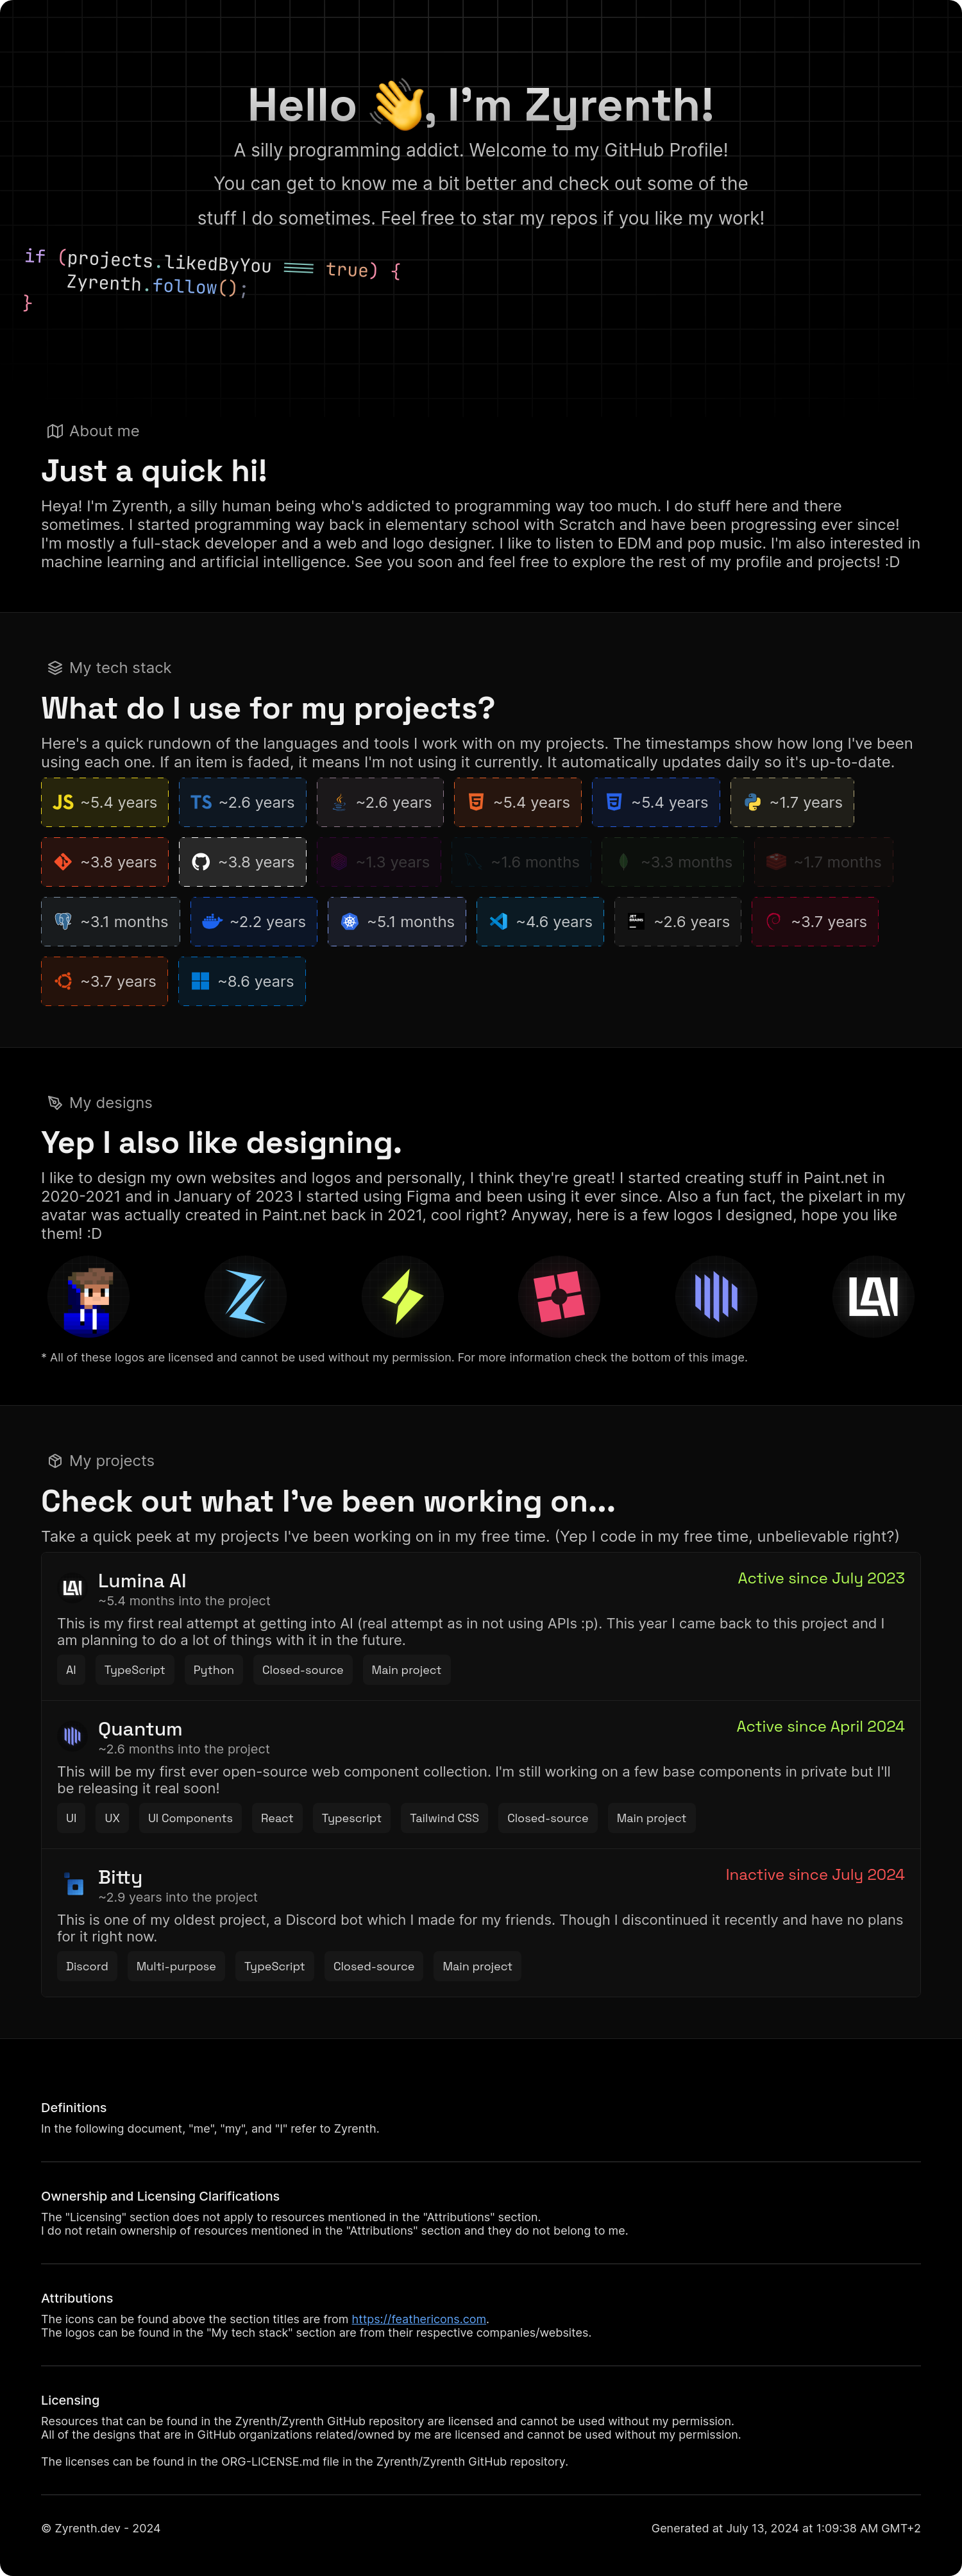 Hello 👋, I'm Zyrenth!
A silly programming addict. Welcome to my GitHub Profile!
You can get to know me a bit better and check out some of the
stuff I do sometimes. Feel free to star my repos if you like my work!
if (projects.likedByYou === true) {
Zyrenth.follow();
}
About me
Just a quick hi!
Heya! I'm Zyrenth, a silly human being who's addicted to programming way too much. I do stuff here and there
sometimes. I started programming way back in elementary school with Scratch and have been progressing ever since!
I'm mostly a full-stack developer and a web and logo designer. I like to listen to EDM and pop music. I'm also interested in
machine learning and artificial intelligence. See you soon and feel free to explore the rest of my profile and projects! :D
My tech stack
What do I use for my projects?
Here's a quick rundown of the languages and tools I work with on my projects. The timestamps show how long I've been
using each one. If an item is faded, it means I'm not using it currently. It automatically updates daily so it's up-to-date.
JS ~5.4 years TS ~2.6 years ~2.6 years ~5.4 years ~5.4 years ~1.7 years
~3.8 years ~3.8 years ~1.3 years ~1.6 months ~3.3 months ~1.7 months
~3.1 months ~2.2 years ~5.1 months ~4.6 years JET BRAINS ~2.6 years ~3.7 years
~3.7 years ~8.6 years
My designs
Yep I also like designing.
I like to design my own websites and logos and personally, I think they're great! I started creating stuff in Paint.net in
2020-2021 and in January of 2023 I started using Figma and been using it ever since. Also a fun fact, the pixelart in my
avatar was actually created in Paint.net back in 2021, cool right? Anyway, here is a few logos I designed, hope you like
them! :D
LAI
* All of these logos are licensed and cannot be used without my permission. For more information check the bottom of this image.
My projects
Check out what I've been working on...
Take a quick peek at my projects I've been working on in my free time. (Yep I code in my free time, unbelievable right?)
LAI Lumina AI Active since July 2023
~5.4 months into the project
This is my first real attempt at getting into AI (real attempt as in not using APIs :p). This year I came back to this project and I
am planning to do a lot of things with it in the future.
AI TypeScript Python Closed-source Main project
Quantum Active since April 2024
~2.6 months into the project
This will be my first ever open-source web component collection. I'm still working on a few base components in private but I'll
be releasing it real soon!
UI UX UI Components React Typescript Tailwind CSS Closed-source Main project
Bitty Inactive since July 2024
~2.9 years into the project
This is one of my oldest project, a Discord bot which I made for my friends. Though I discontinued it recently and have no plans
for it right now.
Discord Multi-purpose TypeScript Closed-source Main project
Definitions
In the following document, "me", "my", and "I" refer to Zyrenth.
Ownership and Licensing Clarifications
The "Licensing" section does not apply to resources mentioned in the "Attributions" section.
I do not retain ownership of resources mentioned in the "Attributions" section and they do not belong to me.
Attributions
The icons can be found above the section titles are from https://feathericons.com.
The logos can be found in the "My tech stack" section are from their respective companies/websites.
Licensing
Resources that can be found in the Zyrenth/Zyrenth GitHub repository are licensed and cannot be used without my permission.
All of the designs that are in GitHub organizations related/owned by me are licensed and cannot be used without my permission.
The licenses can be found in the ORG-LICENSE.md file in the Zyrenth/Zyrenth GitHub repository.
© Zyrenth.dev - 2024 Generated at July 13, 2024 at 1:09:38 AM GMT+2